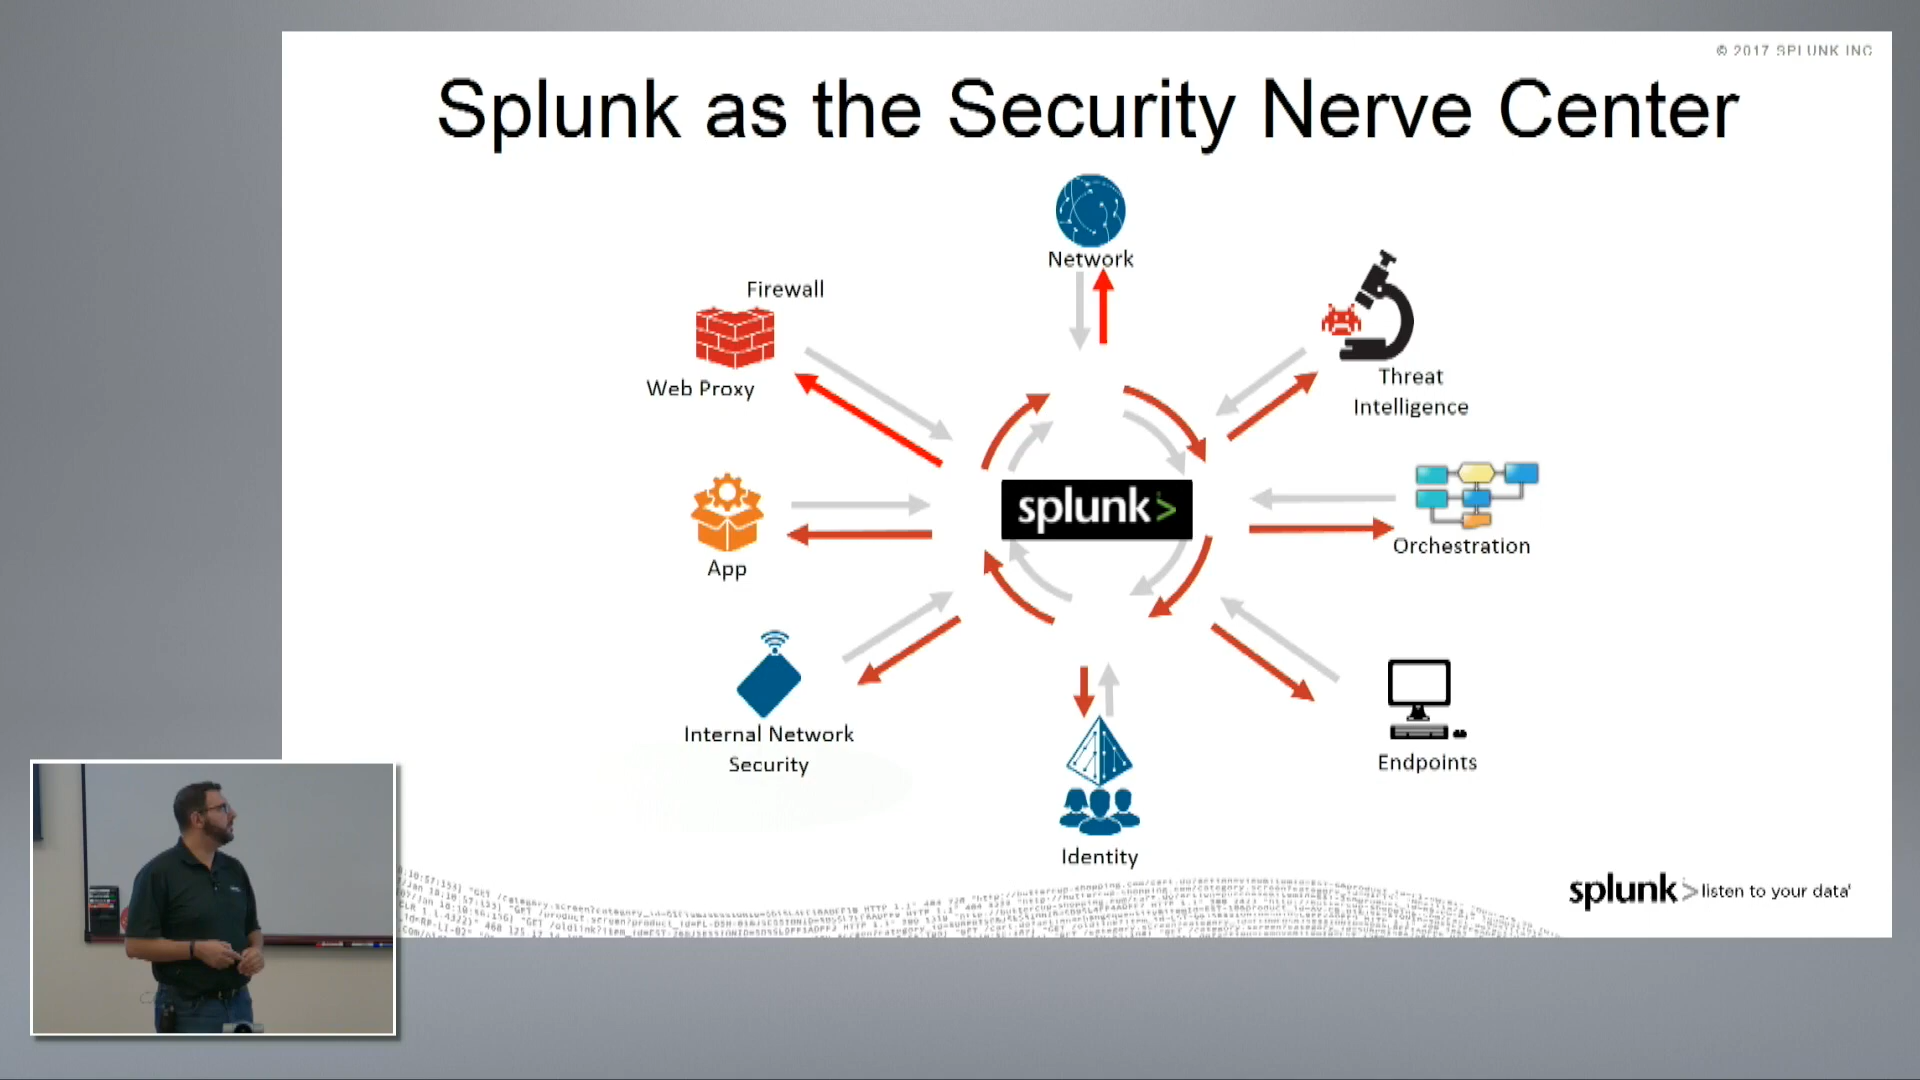 © 2017 SPLUNK INC
Splunk as the Security Nerve Center
Network
Firewall
Web Proxy
Threat
Intelligence
splunk>
App
Orchestration
Internal Network
Security
Endpoints
Identity
splunk> listen to your data